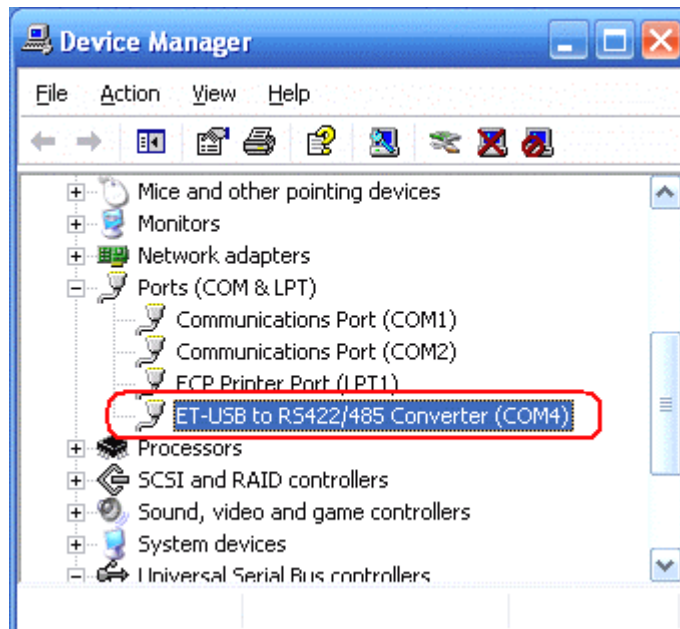 Device Manager
File Action View Help
Mice and other pointing devices
Monitors
Network adapters
Ports (COM & LPT)
Communications Port (COM1)
Communications Port (COM2)
ECP Printer Port (LPT1)
ET-USB to RS422/485 Converter (COM4)
Processors
SCSI and RAID controllers
Sound, video and game controllers
System devices
Universal Serial Bus controllers